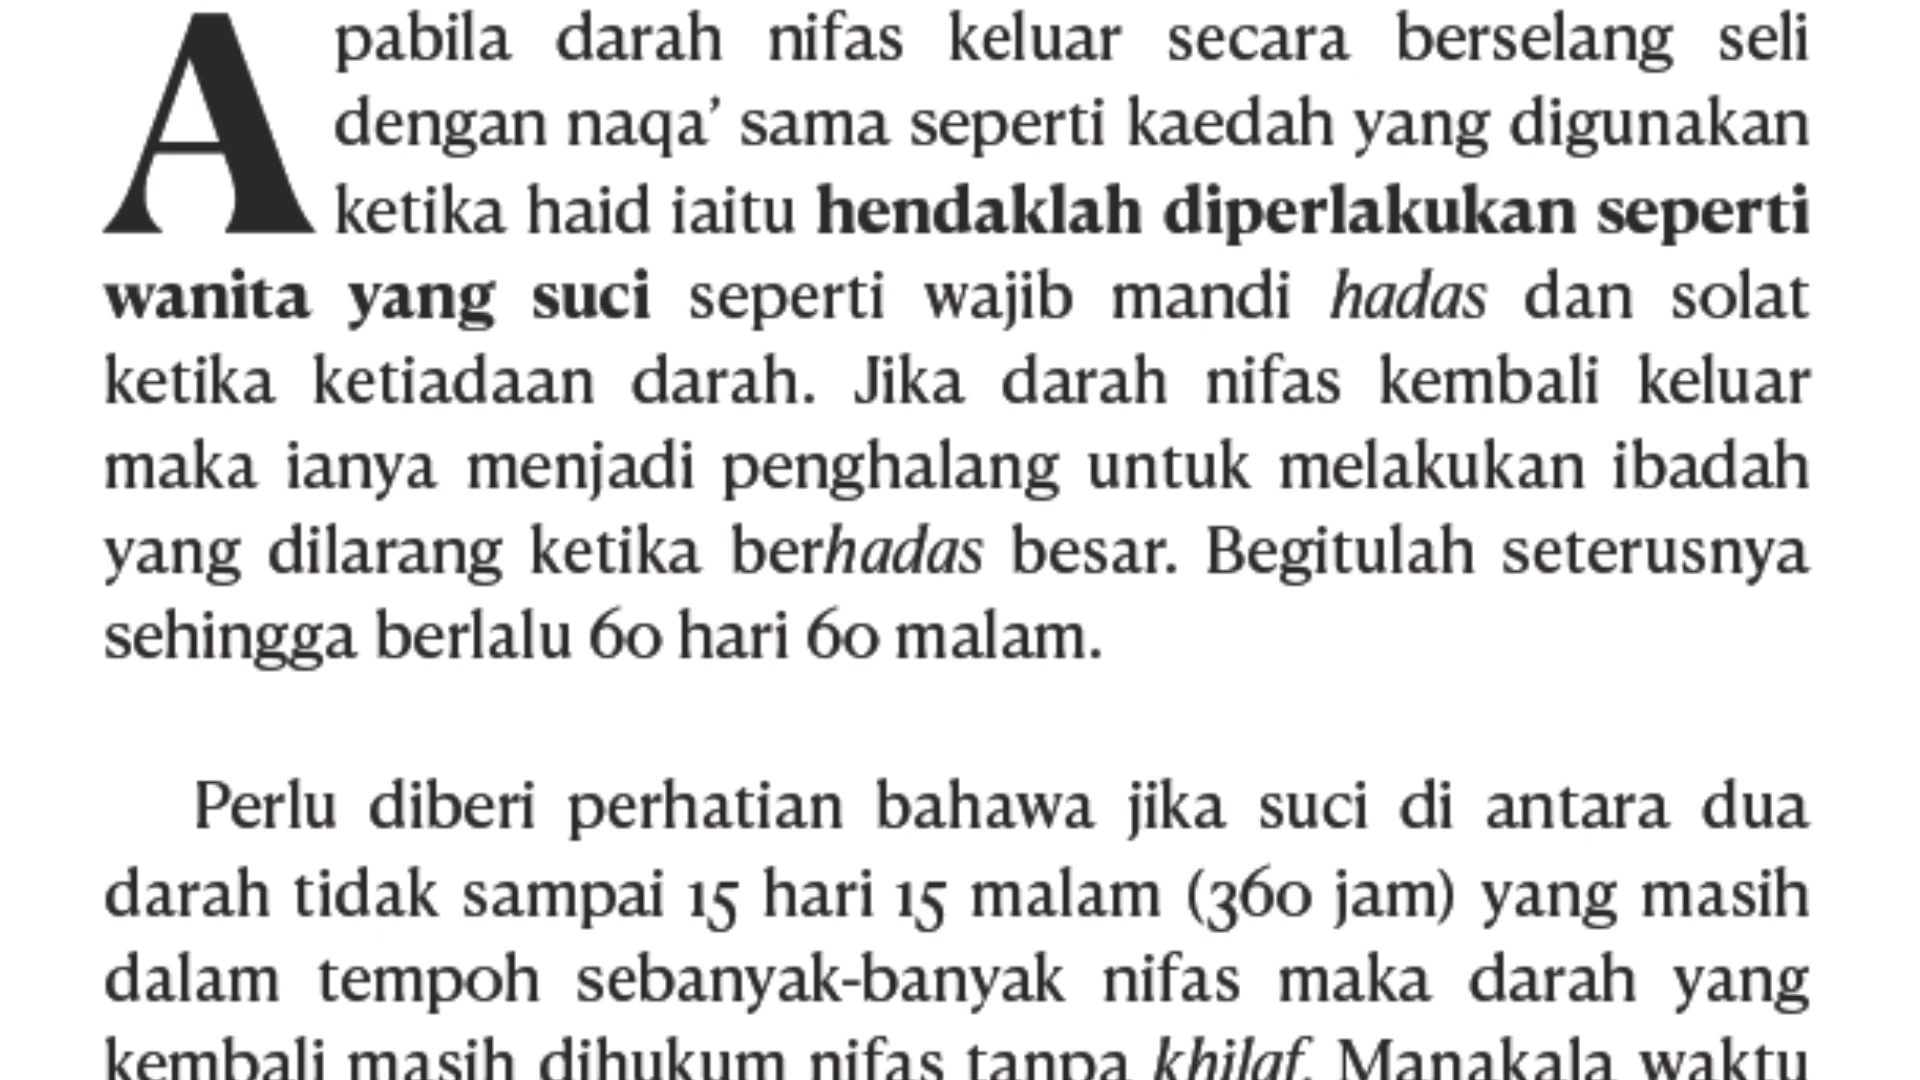 Apabila darah nifas keluar secara berselang seli
dengan naqa’ sama seperti kaedah yang digunakan
ketika haid iaitu hendaklah diperlakukan seperti
wanita yang suci seperti wajib mandi hadas dan solat
ketika ketiadaan darah. Jika darah nifas kembali keluar
maka ianya menjadi penghalang untuk melakukan ibadah
yang dilarang ketika berhadas besar. Begitulah seterusnya
sehingga berlalu 60 hari 60 malam.
Perlu diberi perhatian bahawa jika suci di antara dua
darah tidak sampai 15 hari 15 malam (360 jam) yang masih
dalam tempoh sebanyak-banyak nifas maka darah yang
kembali masih dihukum nifas tanpa khilaf. Manakala waktu